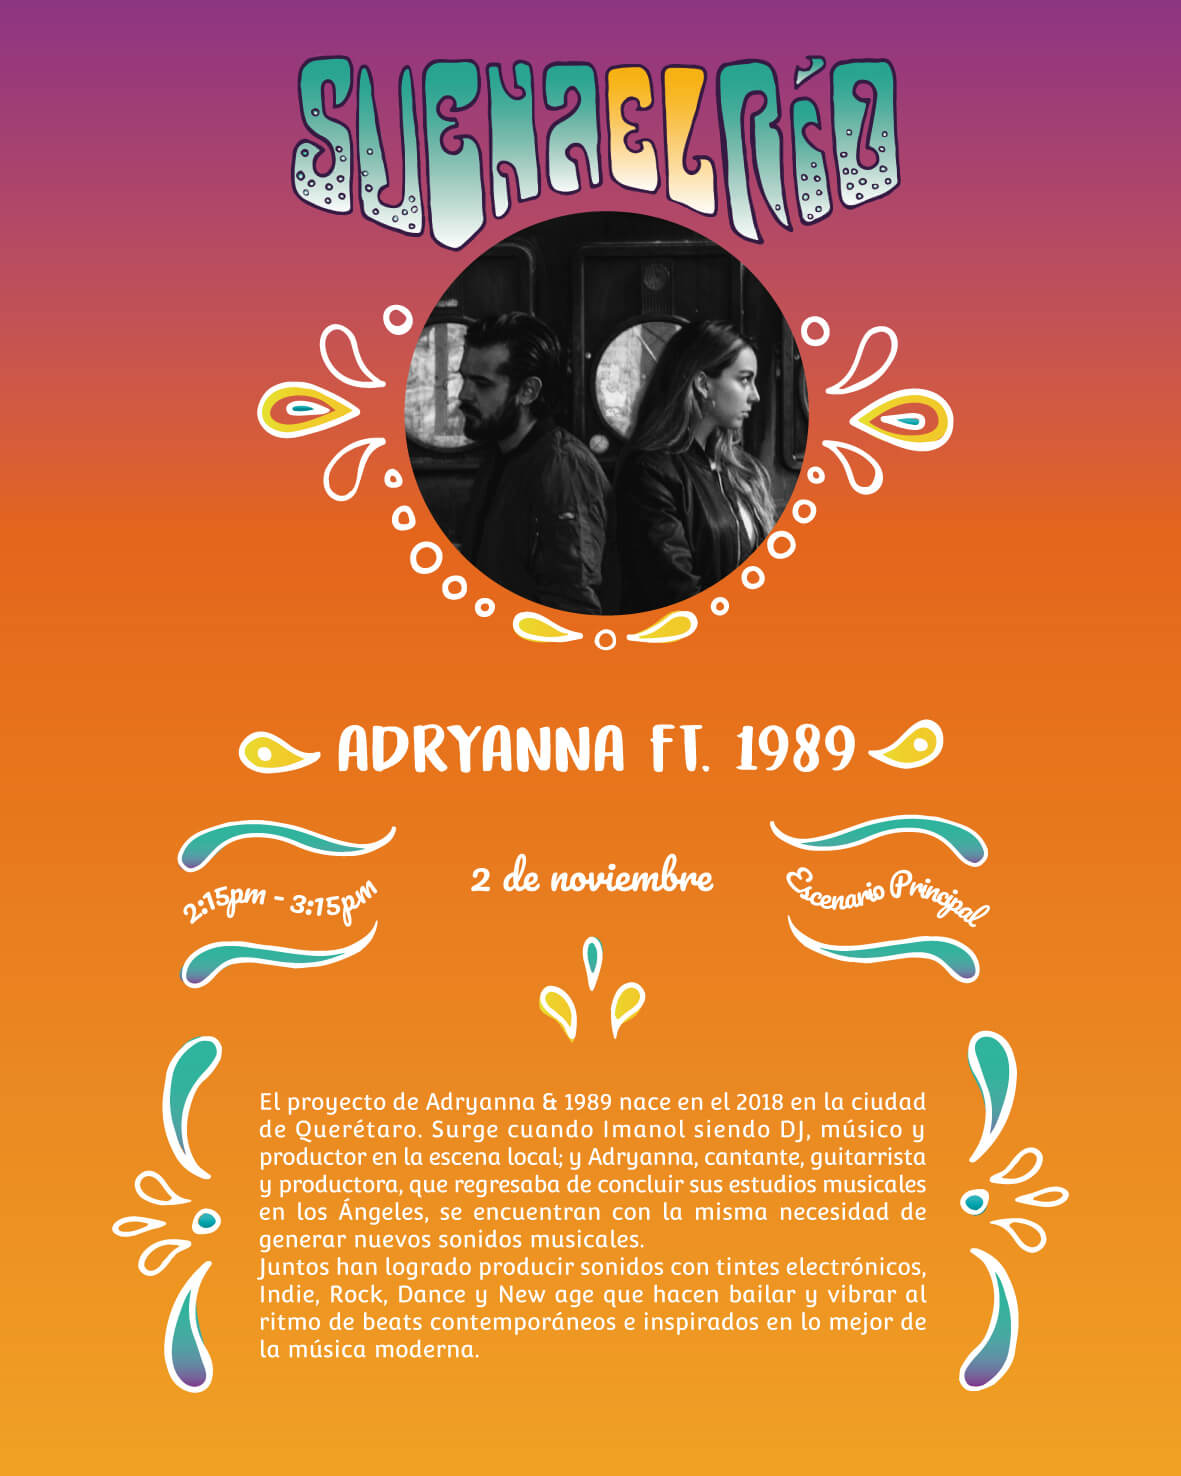 SUENAELRÍO
ADRYANNA FT. 1989
2:15pm - 3:15pm
2 de noviembre
Escenario Principal
El proyecto de Adryanna & 1989 nace en el 2018 en la ciudad
de Querétaro. Surge cuando Imanol siendo DJ, músico y
productor en la escena local; y Adryanna, cantante, guitarrista
y productora, que regresaba de concluir sus estudios musicales
en los Ángeles, se encuentran con la misma necesidad de
generar nuevos sonidos musicales.
Juntos han logrado producir sonidos con tintes electrónicos,
Indie, Rock, Dance y New age que hacen bailar y vibrar al
ritmo de beats contemporáneos e inspirados en lo mejor de
la música moderna.